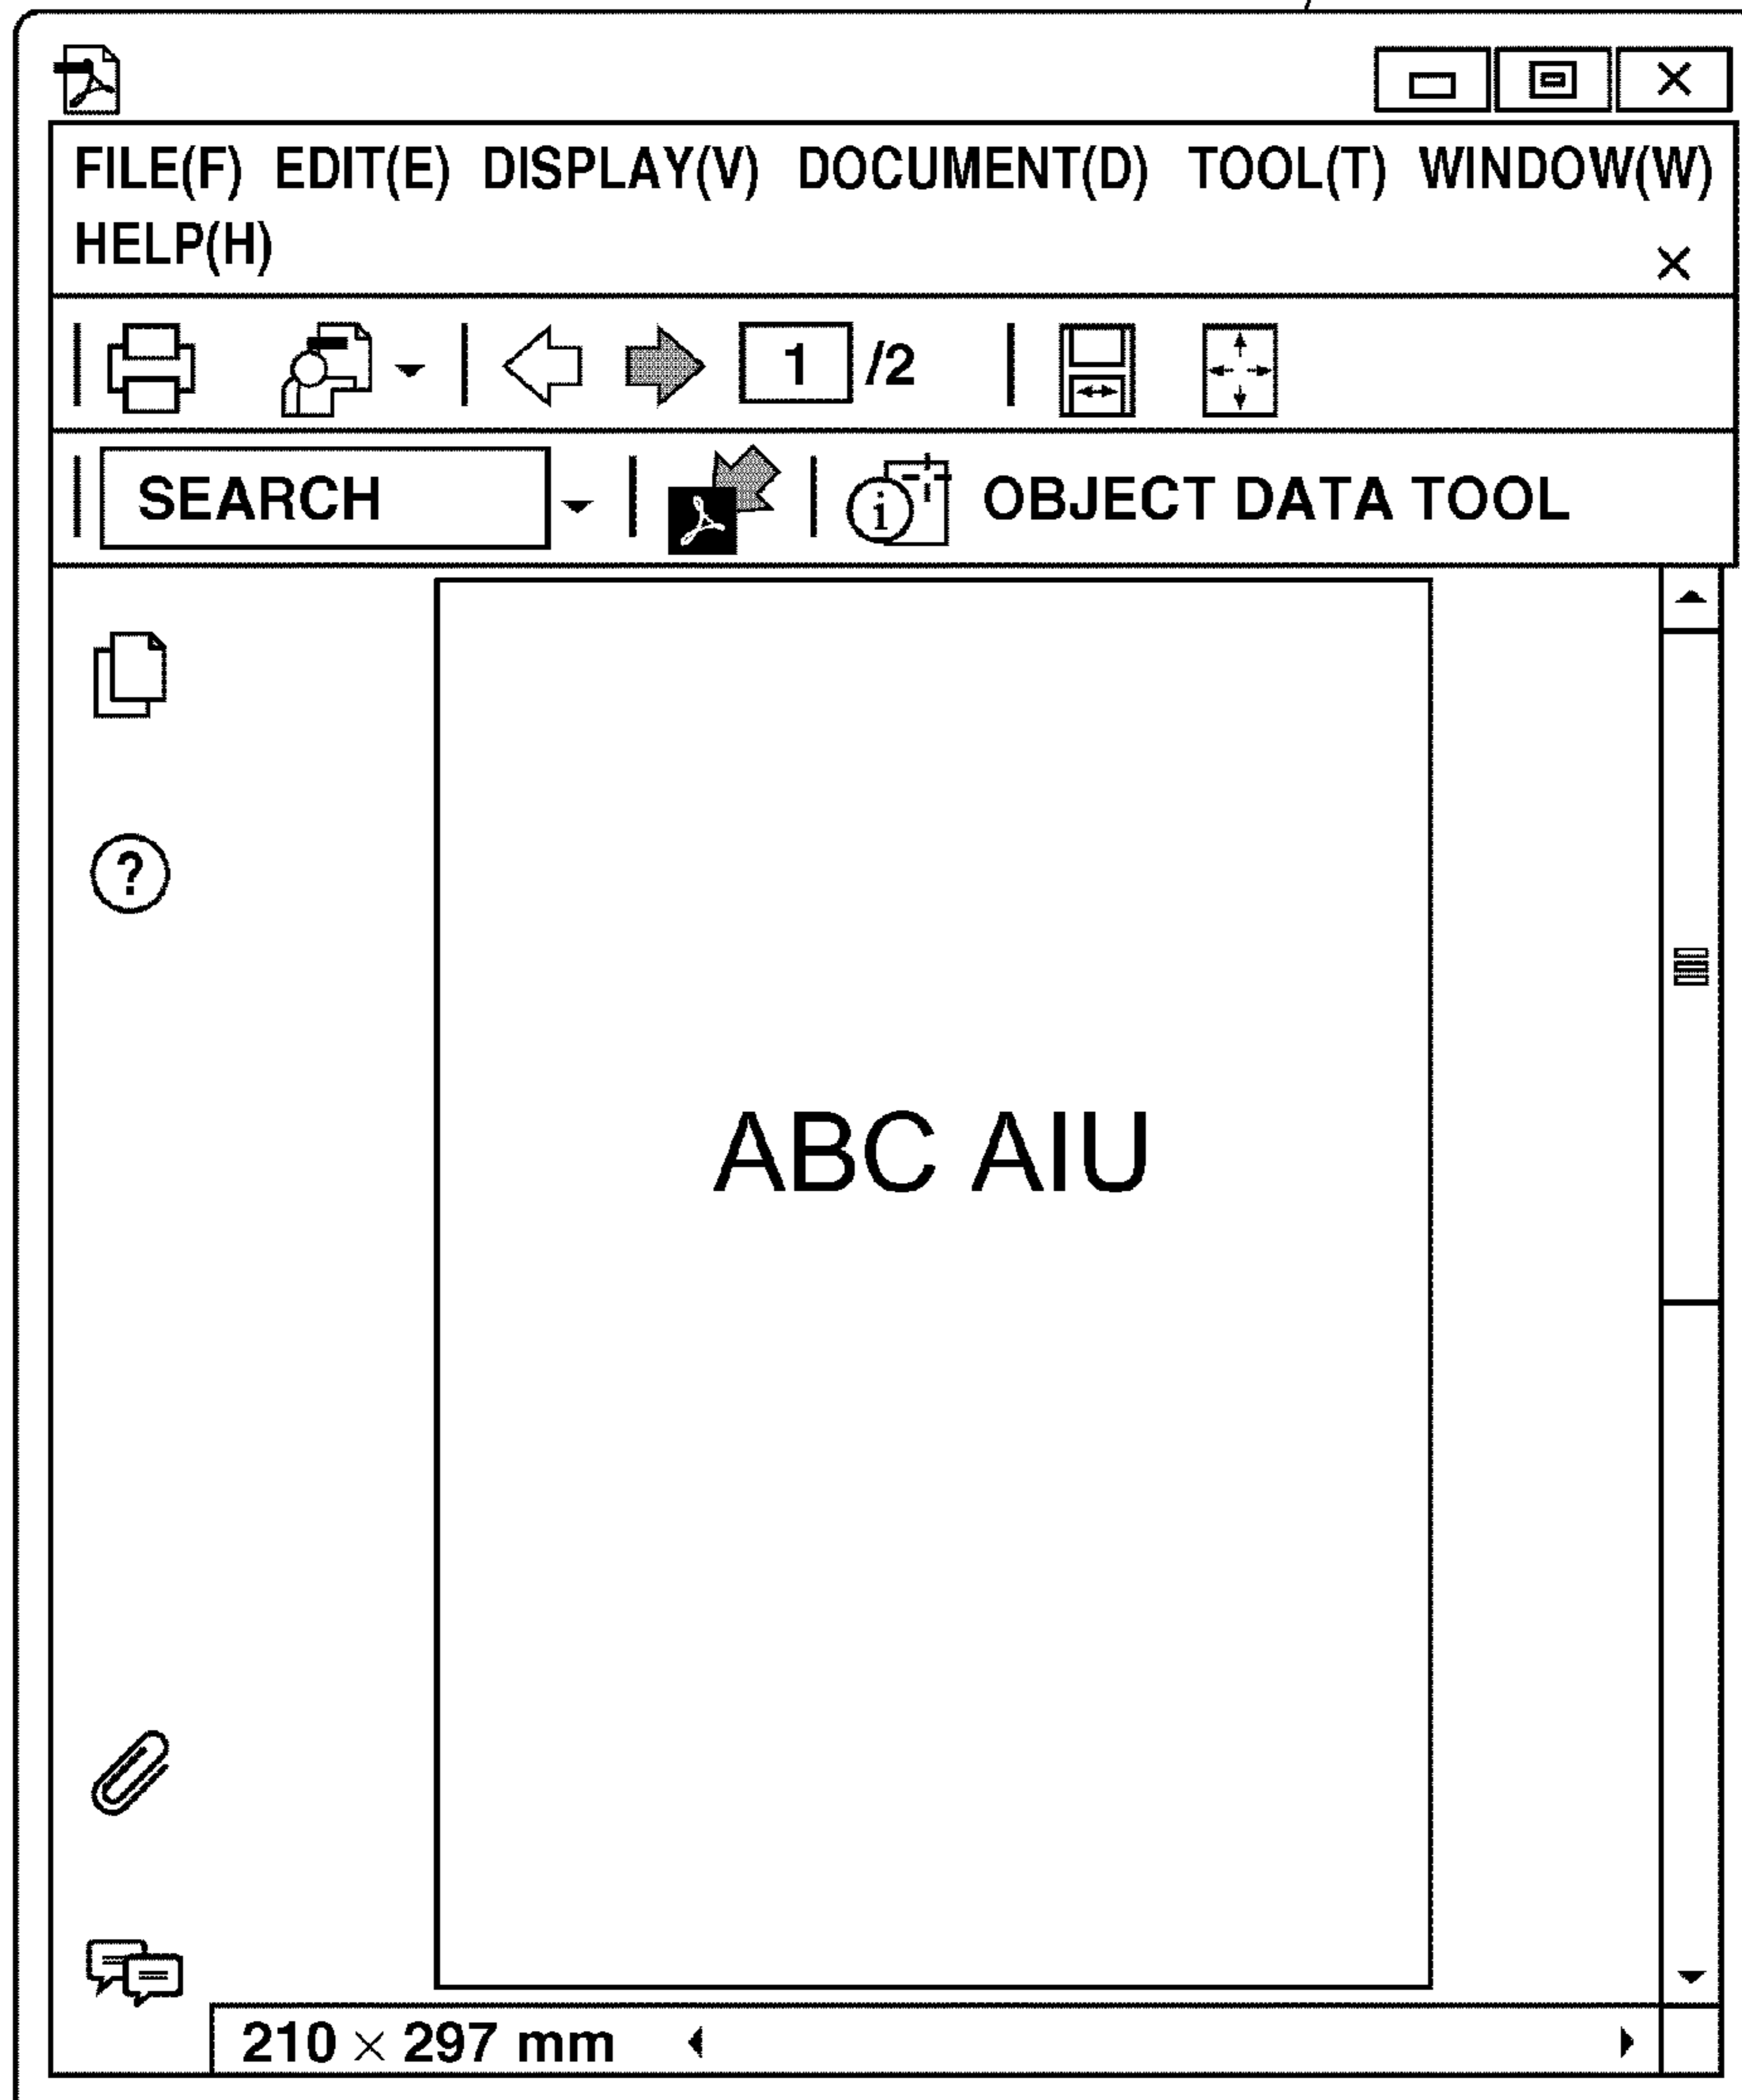 FILE(F) EDIT(E) DISPLAY(V) DOCUMENT(D) TOOL(T) WINDOW(W)
HELP(H)
1 /2
SEARCH
i OBJECT DATA TOOL
?
ABC AIU
210 × 297 mm